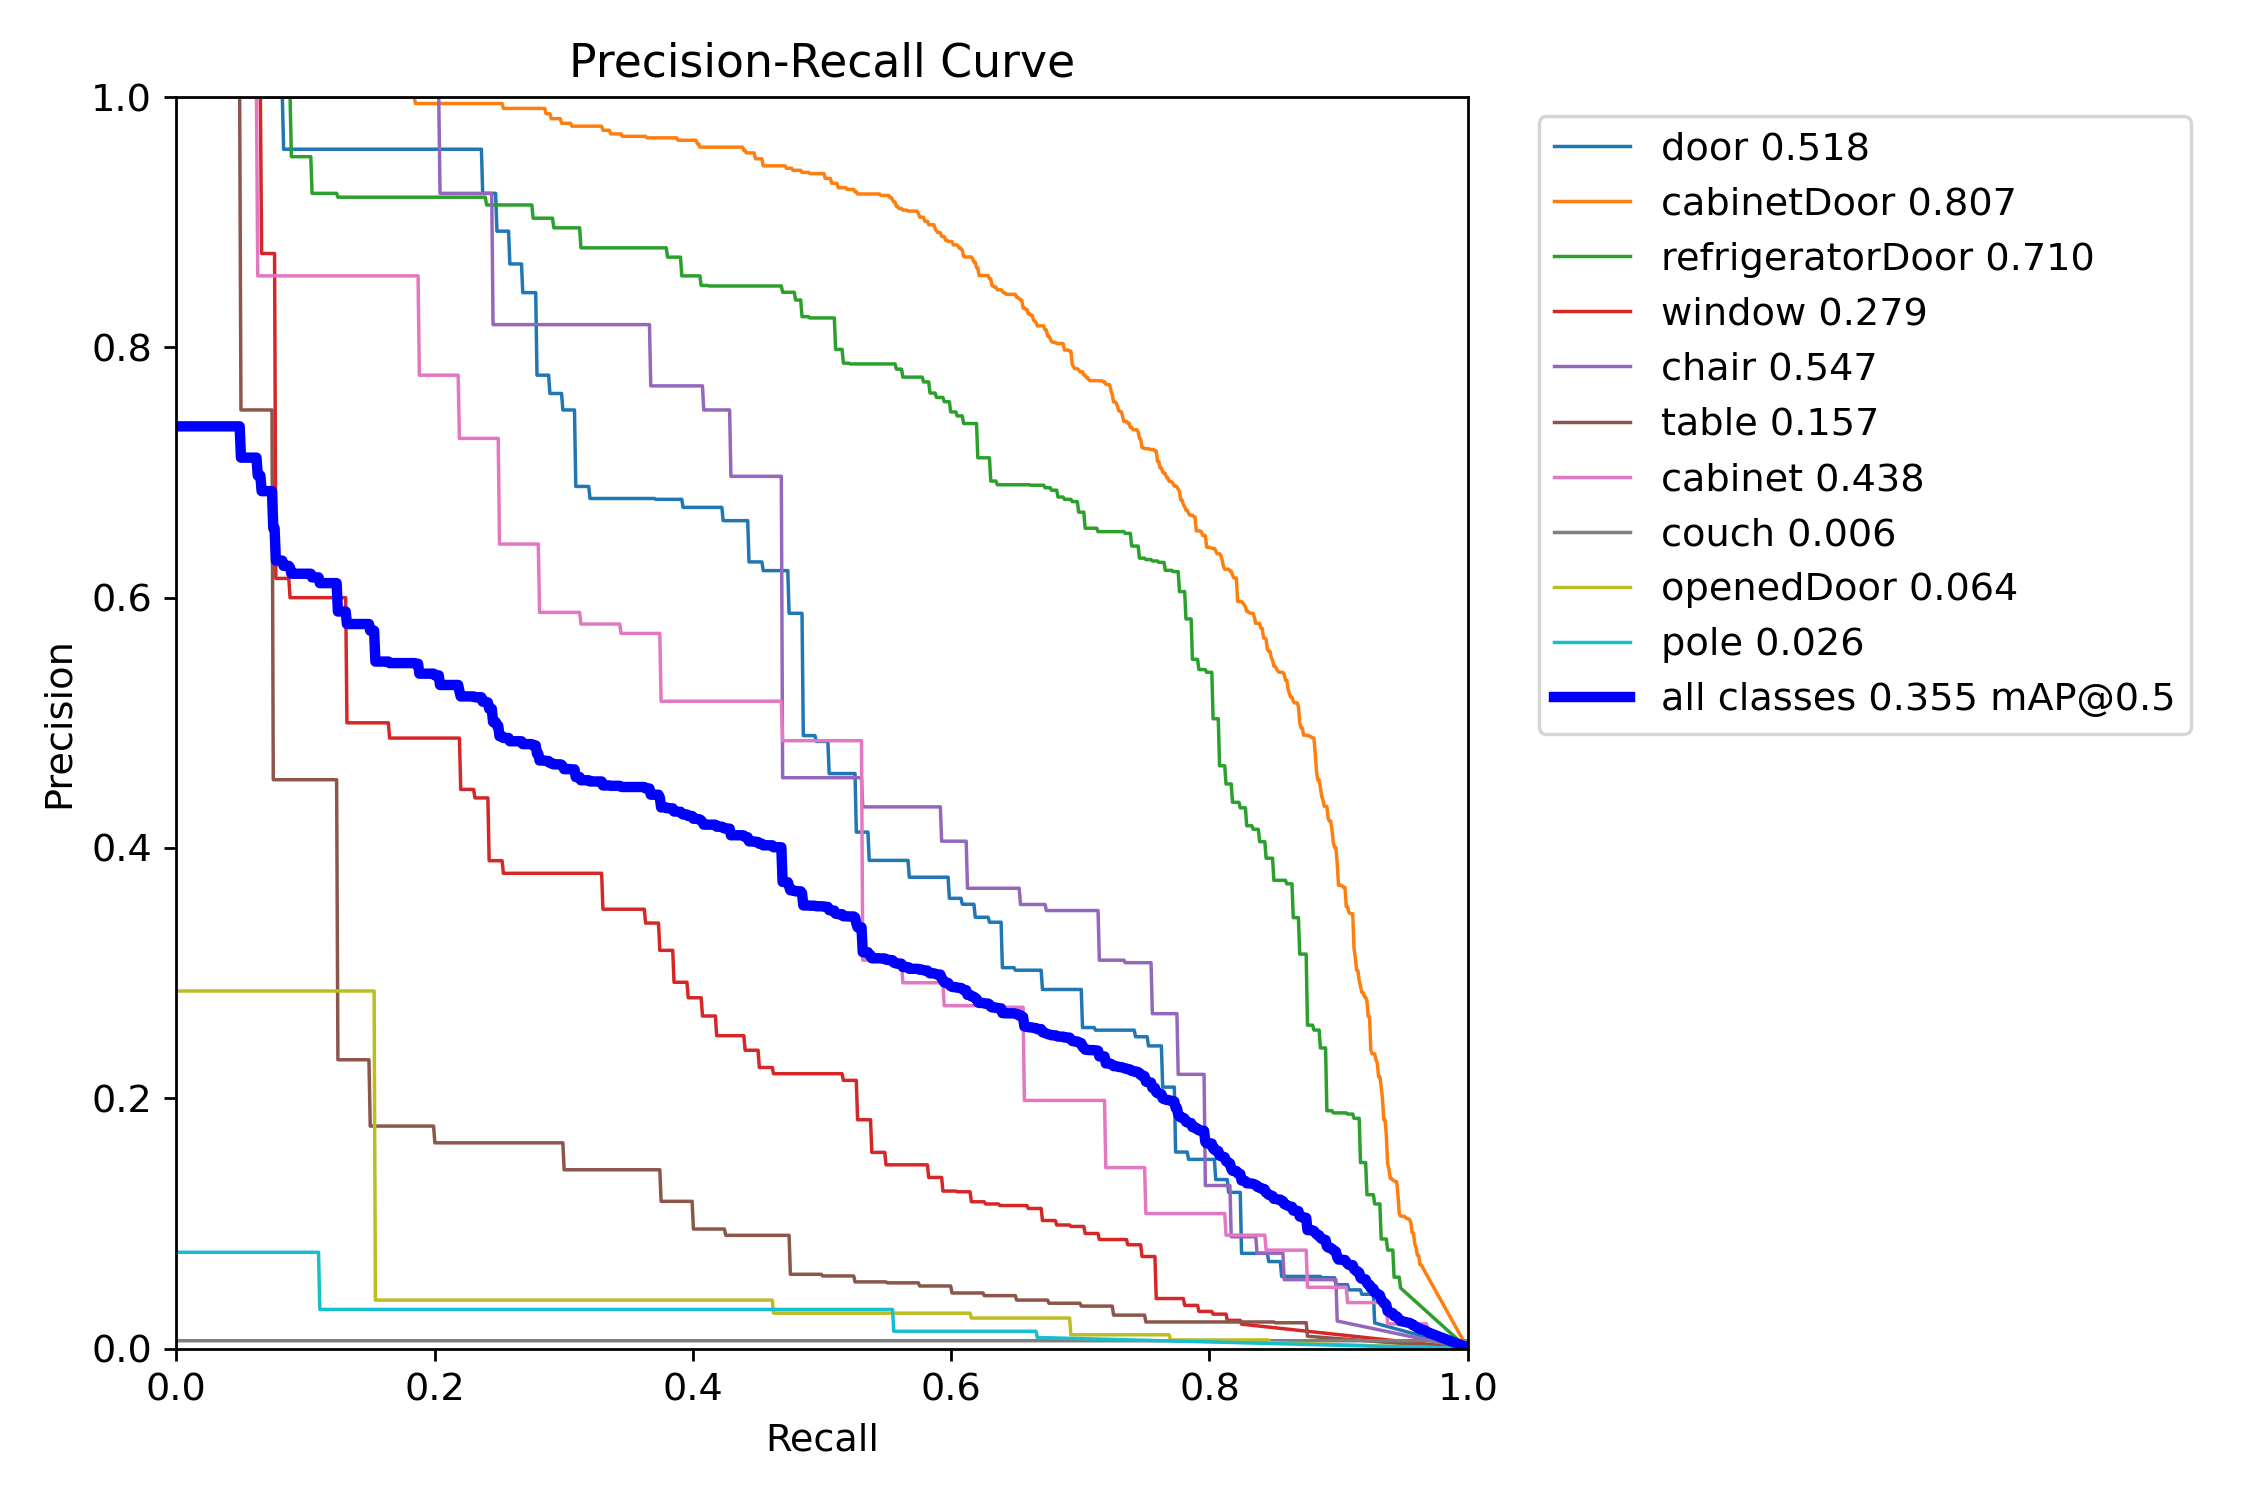 Precision-Recall Curve
1.0
0.8
0.6
0.4
0.2
0.0
Precision
0.0 0.2 0.4 0.6 0.8 1.0
Recall
door 0.518
cabinetDoor 0.807
refrigeratorDoor 0.710
window 0.279
chair 0.547
table 0.157
cabinet 0.438
couch 0.006
openedDoor 0.064
pole 0.026
all classes 0.355 mAP@0.5